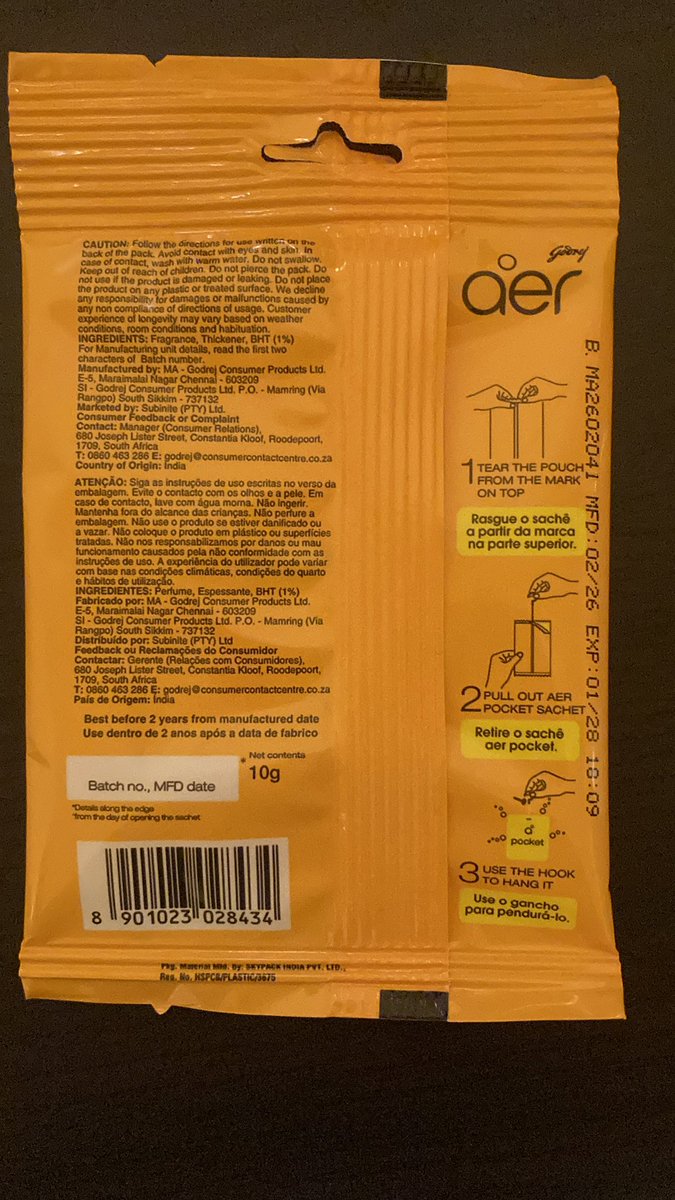 CAUTION: Follow the directions for use written on the
back of the pack. Avoid contact with eyes and skin. In
case of contact, wash with warm water. Do not swallow.
Keep out of reach of children. Do not pierce the pack. Do
not use if the product is damaged or leaking. Do not place
the product on any plastic or treated surface. We decline
any responsibility for damages or malfunctions caused by
any non compliance of directions of usage. Customer
experience of longevity may vary based on weather
conditions, room conditions and habituation.
INGREDIENTS: Fragrance, Thickener, BHT (1%)
For Manufacturing unit details, read the first two
characters of Batch number.
Manufactured by: MA - Godrej Consumer Products Ltd.
E-5, Maraimalai Nagar Chennai - 603209
SI - Godrej Consumer Products Ltd. P.O. - Mamring (Via
Rangpo) South Sikkim - 737132
Marketed by: Subinite (PTY) Ltd.
Consumer Feedback or Complaint
Contact: Manager (Consumer Relations),
680 Joseph Lister Street, Constantia Kloof, Roodepoort,
1709, South Africa
T: 0860 463 286 E: godrej@consumercontactcentre.co.za
Country of Origin: India
ATENÇÃO: Siga as instruções de uso escritas no verso da
embalagem. Evite o contacto com os olhos e a pele. Em
caso de contacto, lave com água morna. Não ingerir.
Mantenha fora do alcance das crianças. Não perfure a
embalagem. Não use se o produto se estiver danificado ou
a vazar. Não coloque o produto em plástico ou superfícies
tratadas. Não nos responsabilizamos por danos ou mau
funcionamento causados pela não conformidade com as
instruções de uso. A experiência do utilizador pode variar
com base nas condições climáticas, condições do quarto
e hábitos de utilização.
INGREDIENTES: Perfume, Espessante, BHT (1%)
Fabricado por: MA - Godrej Consumer Products Ltd.
E-5, Maraimalai Nagar Chennai - 603209
SI - Godrej Consumer Products Ltd. P.O. - Mamring (Via
Rangpo) South Sikkim - 737132
Distribuído por: Subinite (PTY) Ltd
Feedback ou Reclamações do Consumidor
Contactar: Gerente (Relações com Consumidores),
680 Joseph Lister Street, Constantia Kloof, Roodepoort,
1709, South Africa
T: 0860 463 286 E: godrej@consumercontactcentre.co.za
País de Origem: Índia
Best before 2 years from manufactured date
Use dentro de 2 anos após a data de fabrico
Batch no., MFD date
* Net contents
10g
*Details along the edge
*from the day of opening the sachet
8 901023 028434
Pkg. Material Mfd. By: SKYPACK INDIA PVT. LTD.,
Reg. No. HSPCB/PLASTIC/3675
Godrej
aer
1 TEAR THE POUCH
FROM THE MARK
ON TOP
Rasgue o sachê
a partir da marca
na parte superior.
2 PULL OUT AER
POCKET SACHET
Retire o sachê
aer pocket.
a
pocket
3 USE THE HOOK
TO HANG IT
Use o gancho
para pendurá-lo.
B. MA2602041 MFD:02/26 EXP:01/28 18:09